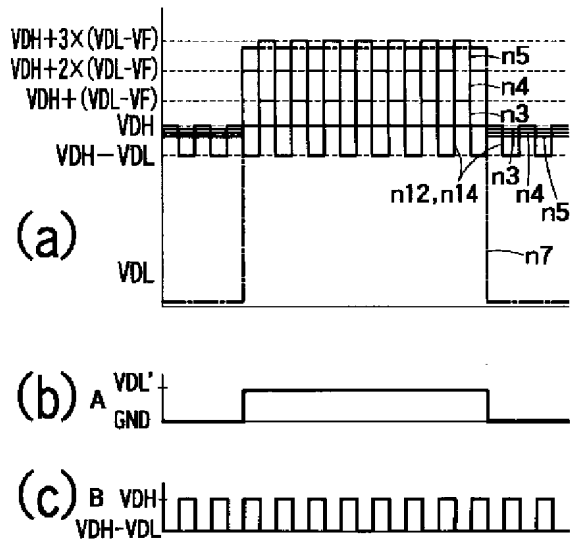 VDH+3×(VDL-VF)
VDH+2×(VDL-VF)
VDH+(VDL-VF)
VDH
VDH-VDL
n5
n4
n3
n12,n14
n3
n4
n5
(a)
VDL
n7
(b) A VDL'
GND
(c) B VDH
VDH-VDL